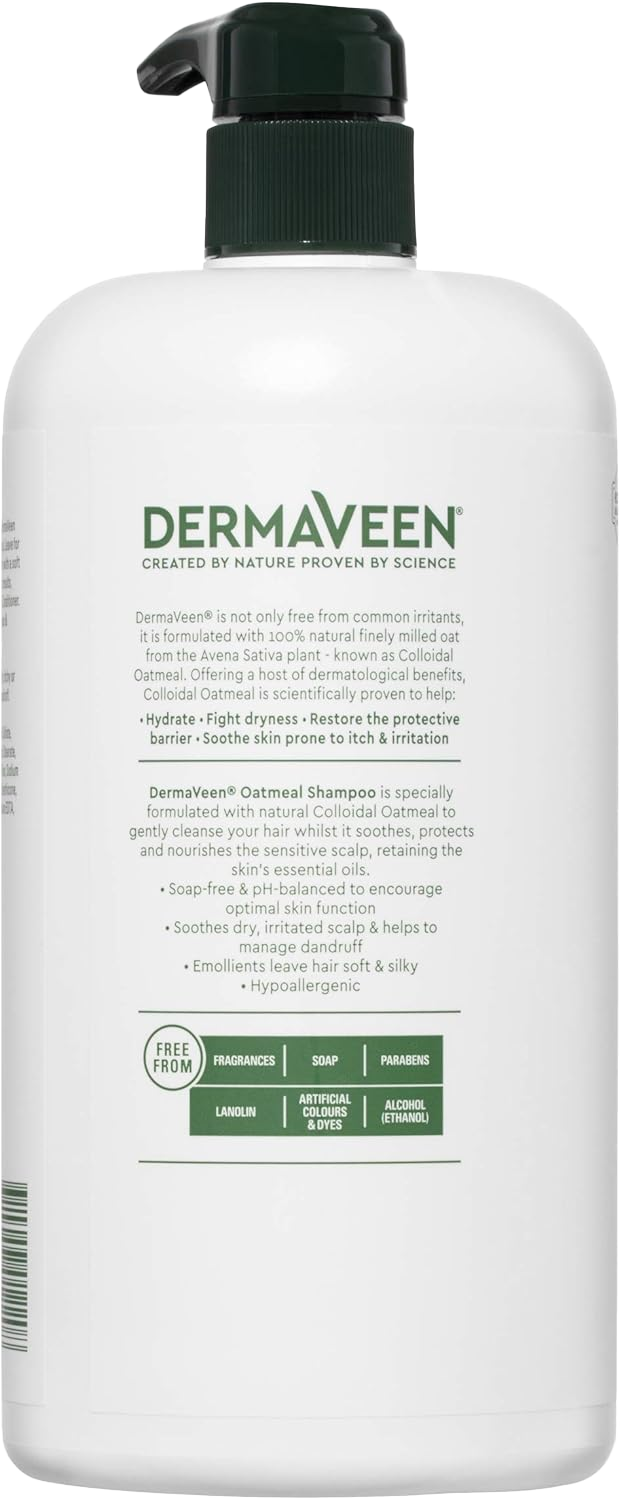 DERMAVEEN®
CREATED BY NATURE PROVEN BY SCIENCE
DermaVeen® is not only free from common irritants,
it is formulated with 100% natural finely milled oat
from the Avena Sativa plant - known as Colloidal
Oatmeal. Offering a host of dermatological benefits,
Colloidal Oatmeal is scientifically proven to help:
• Hydrate • Fight dryness • Restore the protective
barrier • Soothe skin prone to itch & irritation
DermaVeen® Oatmeal Shampoo is specially
formulated with natural Colloidal Oatmeal to
gently cleanse your hair whilst it soothes, protects
and nourishes the sensitive scalp, retaining the
skin's essential oils.
• Soap-free & pH-balanced to encourage
optimal skin function
• Soothes dry, irritated scalp & helps to
manage dandruff
• Emollients leave hair soft & silky
• Hypoallergenic
FREE
FROM
FRAGRANCES | SOAP | PARABENS
LANOLIN | ARTIFICIAL
COLOURS
& DYES | ALCOHOL
(ETHANOL)